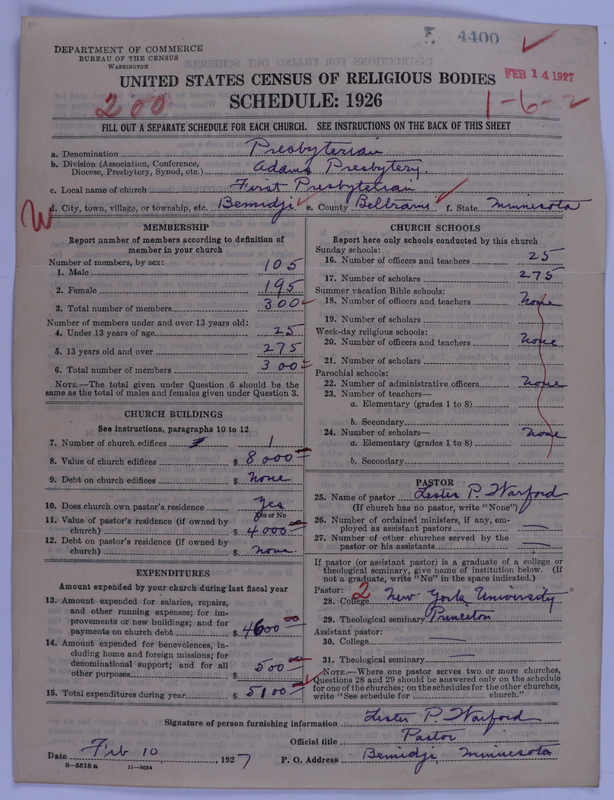 4400
DEPARTMENT OF COMMERCE
BUREAU OF THE CENSUS
WASHINGTON
UNITED STATES CENSUS OF RELIGIOUS BODIES
FEB 14 1927
SCHEDULE: 1926
200
1-6-2
FILL OUT A SEPARATE SCHEDULE FOR EACH CHURCH. SEE INSTRUCTIONS ON THE BACK OF THIS SHEET
a. Denomination Presbyterian
b. Division (Association, Conference, Diocese, Presbytery, Synod, etc.) Adams Presbytery.
c. Local name of church First Presbyterian
W
d. City, town, village, or township, etc. Bemidji e. County Beltrami f. State Minnesota
MEMBERSHIP
Report number of members according to definition of member in your church
Number of members, by sex:
1. Male 105
2. Female 195
3. Total number of members 300
Number of members under and over 13 years old:
4. Under 13 years of age 25
5. 13 years old and over 275
6. Total number of members 300
NOTE.—The total given under Question 6 should be the same as the total of males and females given under Question 3.
CHURCH BUILDINGS
See instructions, paragraphs 10 to 12
7. Number of church edifices 1
8. Value of church edifices $ 8000
9. Debt on church edifices $ none
10. Does church own pastor's residence Yes
Yes or No
11. Value of pastor's residence (if owned by church) $ 4000
12. Debt on pastor's residence (if owned by church) $ none
EXPENDITURES
Amount expended by your church during last fiscal year
13. Amount expended for salaries, repairs, and other running expenses; for improvements or new buildings; and for payments on church debt $ 4600 00
14. Amount expended for benevolences, including home and foreign missions; for denominational support; and for all other purposes $ 500
15. Total expenditures during year $ 5100
CHURCH SCHOOLS
Report here only schools conducted by this church
Sunday schools:
16. Number of officers and teachers 25
17. Number of scholars 275
Summer vacation Bible schools:
18. Number of officers and teachers None
19. Number of scholars
Week-day religious schools:
20. Number of officers and teachers None
21. Number of scholars
Parochial schools:
22. Number of administrative officers None
23. Number of teachers—
a. Elementary (grades 1 to 8)
b. Secondary
24. Number of scholars— None
a. Elementary (grades 1 to 8)
b. Secondary
PASTOR
25. Name of pastor Lester P. Warford
(If church has no pastor, write "None")
26. Number of ordained ministers, if any, employed as assistant pastors
27. Number of other churches served by the pastor or his assistants
If pastor (or assistant pastor) is a graduate of a college or theological seminary, give name of institution below. (If not a graduate, write "No" in the space indicated.)
Pastor:
28. College 2 New York University
29. Theological seminary Princeton
Assistant pastor:
30. College
31. Theological seminary
NOTE.—Where one pastor serves two or more churches, Questions 28 and 29 should be answered only on the schedule for one of the churches; on the schedules for the other churches, write "See schedule for church."
Signature of person furnishing information Lester P. Warford
Official title Pastor
Date Feb 10 1927 P. O. Address Bemidji, Minnesota
8-5518a 11-9034